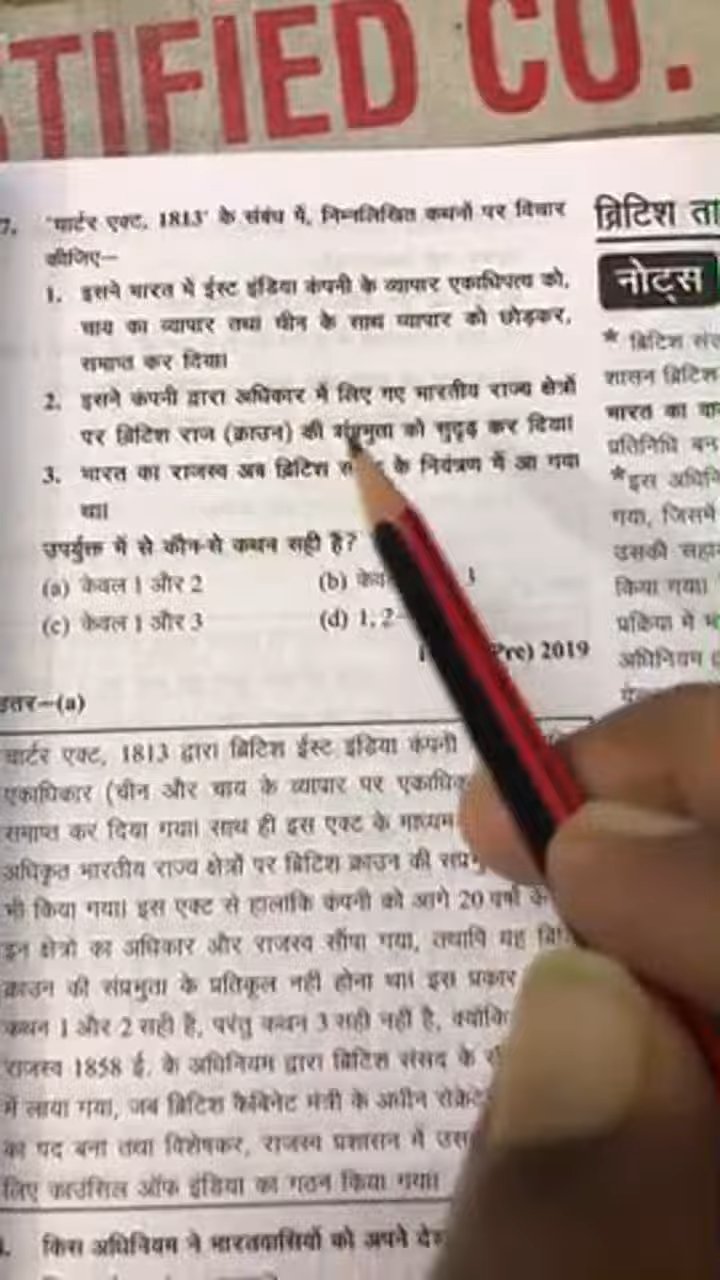 TIFIED CO.
7. 'चार्टर एक्ट, 1813' के संबंध में, निम्नलिखित कथनों पर विचार
कीजिए–
1. इसने भारत में ईस्ट इंडिया कंपनी के व्यापार एकाधिपत्य को,
चाय का व्यापार तथा चीन के साथ व्यापार को छोड़कर,
समाप्त कर दिया।
2. इसने कंपनी द्वारा अधिकार में लिए गए भारतीय राज्य क्षेत्रों
पर ब्रिटिश राज (क्राउन) की संप्रभुता को सुदृढ़ कर दिया।
3. भारत का राजस्व अब ब्रिटिश के नियंत्रण में आ गया
था।
उपर्युक्त में से कौन-से कथन सही है?
(a) केवल 1 और 2 (b) 3
(c) केवल 1 और 3 (d) 1, 2
Pre) 2019
उत्तर–(a)
चार्टर एक्ट, 1813 द्वारा ब्रिटिश ईस्ट इंडिया कंपनी
एकाधिकार (चीन और चाय के व्यापार पर
समाप्त कर दिया गया। साथ ही इस एक्ट के माध्यम
अधिकृत भारतीय राज्य क्षेत्रों पर ब्रिटिश क्राउन की
भी किया गया। इस एक्ट से हालांकि कंपनी को आगे 20 वर्षों के
इन क्षेत्रों का अधिकार और राजस्व सौंपा गया, तथापि यह
क्राउन की संप्रभुता के प्रतिकूल नहीं होना था। इस प्रकार
कथन 1 और 2 सही है, परंतु कथन 3 सही नहीं है, क्योंकि
राजस्व 1858 ई. के अधिनियम द्वारा ब्रिटिश संसद के
में लाया गया, जब ब्रिटिश कैबिनेट मंत्री के अधीन
का पद बना तथा विशेषकर, राजस्व प्रशासन में
लिए काउंसिल ऑफ इंडिया का गठन किया गया।
किस अधिनियम ने भारतवासियों को अपने
ब्रिटिश ता
नोट्स
* ब्रिटिश
शासन ब्रिटिश
भारत का
प्रतिनिधि बन
*इस
गया, जिसमें
उसकी
किया गया।
प्रक्रिया में
अधिनियम